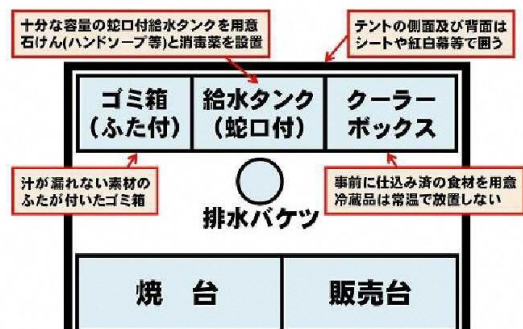 十分な容量の蛇口付給水タンクを用意
石けん(ハンドソープ等)と消毒薬を設置
テントの側面及び背面は
シートや紅白幕等で囲う
ゴミ箱
(ふた付)
給水タンク
(蛇口付)
クーラー
ボックス
汁が漏れない素材の
ふたが付いたゴミ箱
事前に仕込み済の食材を用意
冷蔵品は常温で放置しない
排水バケツ
焼 台
販売台